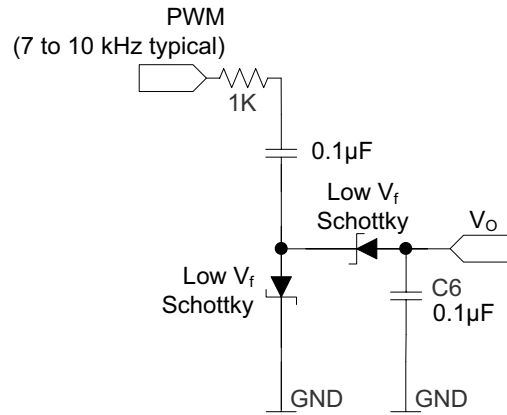 PWM
(7 to 10 kHz typical)
1K
0.1µF
Low Vf
Schottky
VO
Low Vf
Schottky
C6
0.1µF
GND
GND